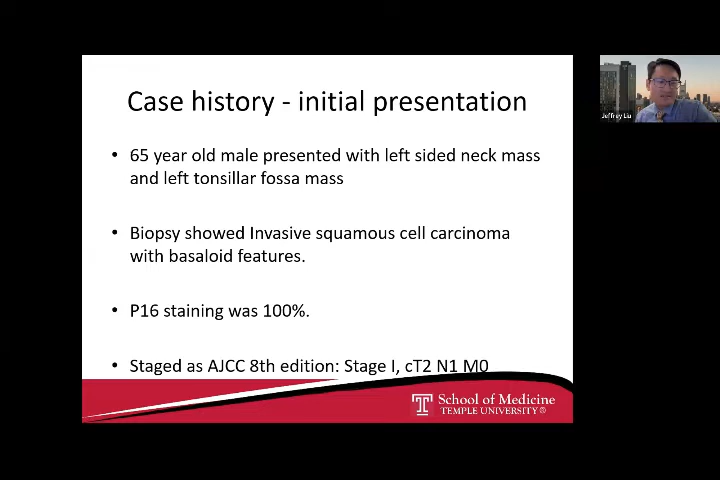 Case history - initial presentation
• 65 year old male presented with left sided neck mass
and left tonsillar fossa mass
• Biopsy showed Invasive squamous cell carcinoma
with basaloid features.
• P16 staining was 100%.
• Staged as AJCC 8th edition: Stage I, cT2 N1 M0
School of Medicine
TEMPLE UNIVERSITY®
Jeffrey Liu